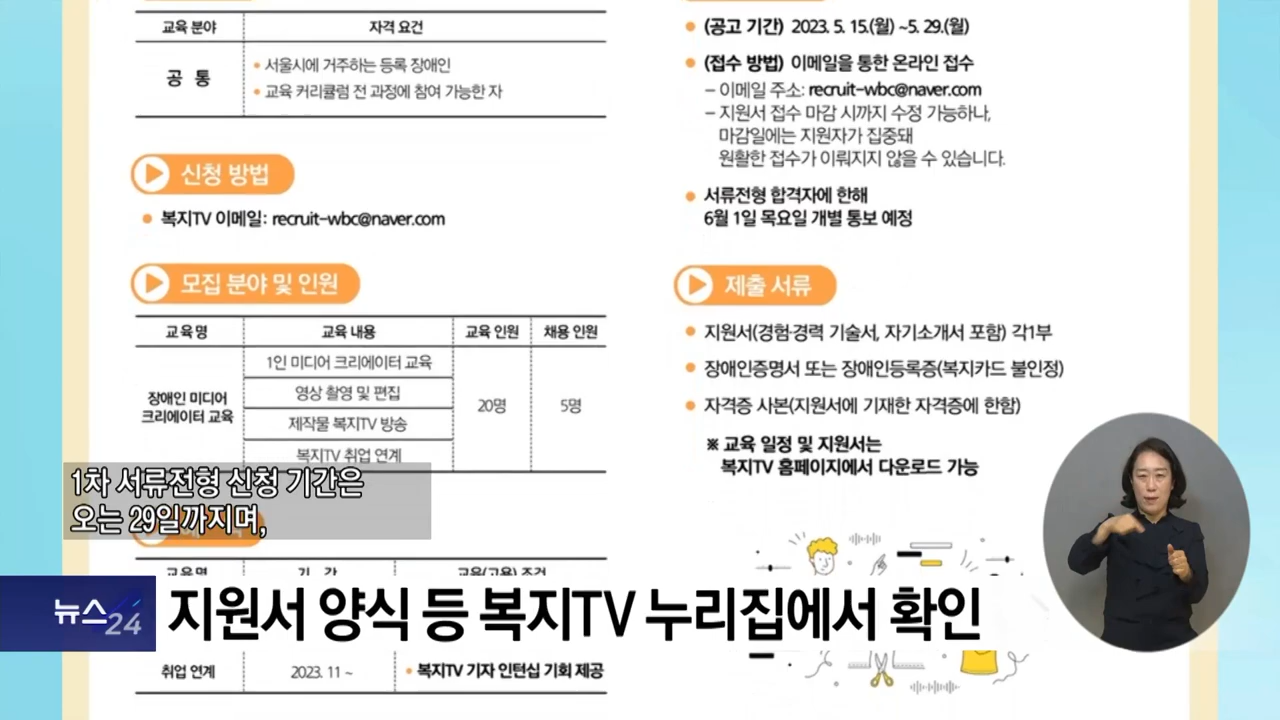 교육 분야 자격 요건
공 통
• 서울시에 거주하는 등록 장애인
• 교육 커리큘럼 전 과정에 참여 가능한 자
신청 방법
• 복지TV 이메일: recruit-wbc@naver.com
모집 분야 및 인원
교육명 교육 내용 교육 인원 채용 인원
장애인 미디어
크리에이터 교육
1인 미디어 크리에이터 교육
영상 촬영 및 편집
제작물 복지TV 방송
복지TV 취업 연계
20명 5명
교육명 기 간 교육(고용) 조건
취업 연계 2023. 11 ~ • 복지TV 기자 인턴십 기회 제공
• (공고 기간) 2023. 5. 15.(월) ~5. 29.(월)
• (접수 방법) 이메일을 통한 온라인 접수
– 이메일 주소: recruit-wbc@naver.com
– 지원서 접수 마감 시까지 수정 가능하나,
마감일에는 지원자가 집중돼
원활한 접수가 이뤄지지 않을 수 있습니다.
• 서류전형 합격자에 한해
6월 1일 목요일 개별 통보 예정
제출 서류
• 지원서(경험·경력 기술서, 자기소개서 포함) 각1부
• 장애인증명서 또는 장애인등록증(복지카드 불인정)
• 자격증 사본(지원서에 기재한 자격증에 한함)
※ 교육 일정 및 지원서는
복지TV 홈페이지에서 다운로드 가능
1차 서류전형 신청 기간은
오는 29일까지며,
뉴스24
지원서 양식 등 복지TV 누리집에서 확인